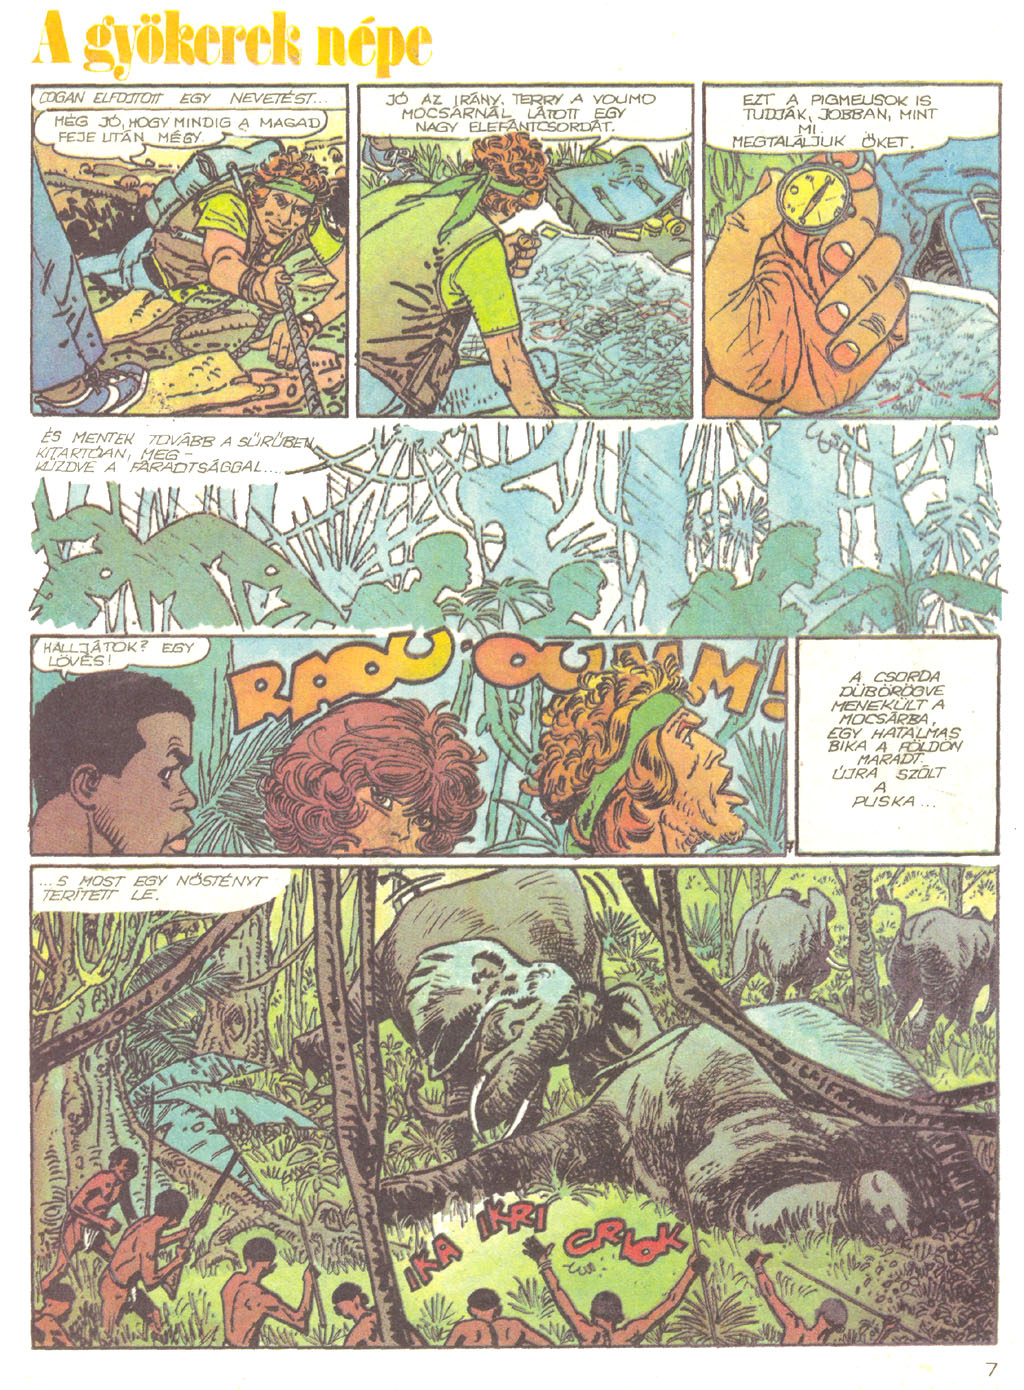 A gyökerek népe
COGAN ELFOJTOTT EGY NEVETÉST...
MÉG JÓ, HOGY MINDIG A MAGAD
FEJE UTÁN MÉGY.
JÓ AZ IRÁNY. TERRY A YOUMO
MOCSÁRNÁL LÁTOTT EGY
NAGY ELEFÁNTCSORDÁT.
EZT A PIGMEUSOK IS
TUDJÁK, JOBBAN, MINT
MI.
MEGTALÁLJUK ŐKET.
ÉS MENTEK TOVÁBB A SŰRŰBEN,
KITARTÓAN, MEG-
KÜZDVE A FÁRADTSÁGGAL...
HALLJÁTOK? EGY
LÖVÉS!
RAOU-OUMM!
A CSORDA
DÜBÖRÖGVE
MENEKÜLT A
MOCSÁRBA,
EGY HATALMAS
BIKA A FÖLDÖN
MARADT.
ÚJRA SZÓLT
A
PUSKA...
...S MOST EGY NŐSTÉNYT
TERÍTETT LE.
IKA IKRI CRIOK
7